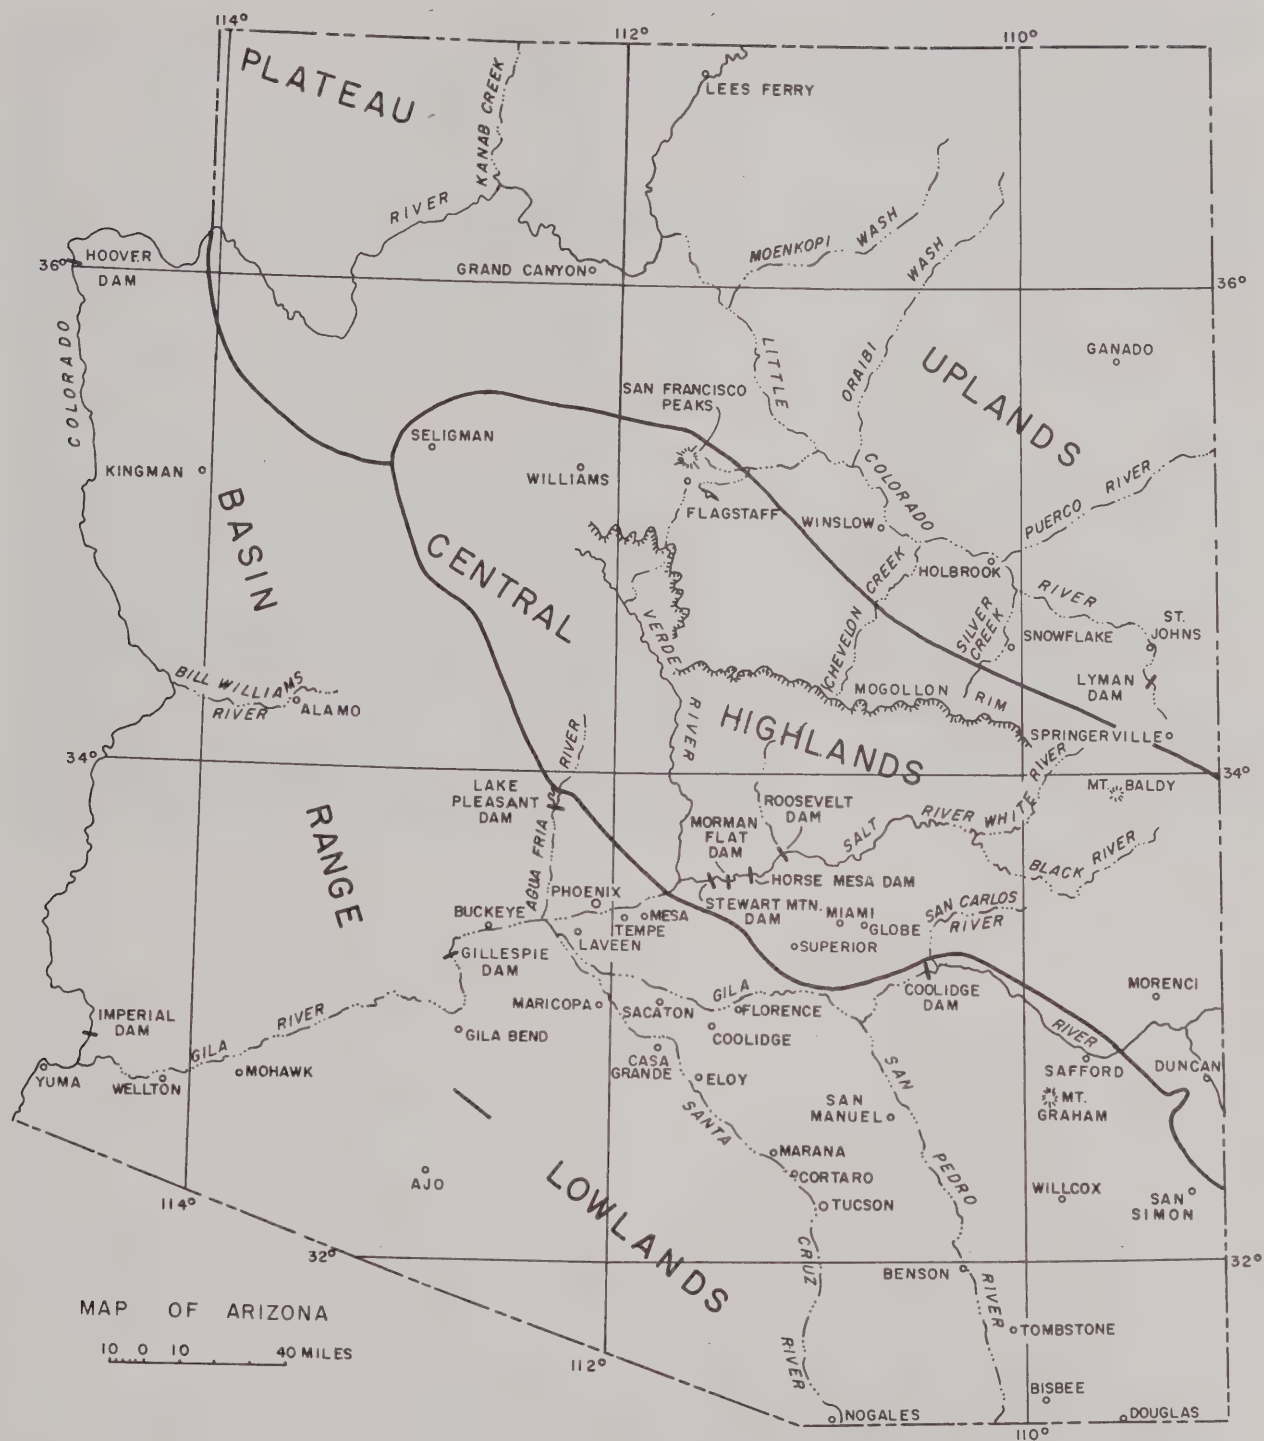 114°
112°
110°
PLATEAU
KANAB CREEK
LEES FERRY
RIVER
MOENKOPI WASH
ORAIBI WASH
HOOVER
DAM
36°
GRAND CANYON
36°
COLORADO
LITTLE
COLORADO
RIVER
UPLANDS
GANADO
SAN FRANCISCO
PEAKS
SELIGMAN
KINGMAN
WILLIAMS
FLAGSTAFF
WINSLOW
PUERCO RIVER
HOLBROOK
BASIN
CENTRAL
CHEVELON CREEK
SILVER
CREEK
SNOWFLAKE
ST.
JOHNS
VERDE
RIVER
BILL WILLIAMS
RIVER
ALAMO
MOGOLLON
RIM
LYMAN
DAM
HIGHLANDS
SPRINGERVILLE
34°
34°
RIVER
AGUA FRIA
LAKE
PLEASANT
DAM
ROOSEVELT
DAM
MORMAN
FLAT
DAM
SALT
RIVER
WHITE
RIVER
MT. BALDY
RANGE
HORSE MESA DAM
BLACK RIVER
PHOENIX
STEWART MTN.
DAM
MIAMI
GLOBE
SAN CARLOS
RIVER
BUCKEYE
MESA
TEMPE
LAVEEN
SUPERIOR
GILLESPIE
DAM
COOLIDGE
DAM
MORENCI
MARICOPA
SACATON
GILA
FLORENCE
IMPERIAL
DAM
GILA
RIVER
GILA BEND
COOLIDGE
RIVER
CASA
GRANDE
ELOY
SAFFORD
DUNCAN
YUMA
WELLTON
MOHAWK
SAN
PEDRO
RIVER
SAN
MANUEL
MT.
GRAHAM
SANTA
CRUZ
RIVER
MARANA
CORTARO
AJO
TUCSON
WILLCOX
SAN
SIMON
114°
LOWLANDS
32°
32°
BENSON
MAP OF ARIZONA
TOMBSTONE
10 0 10 40 MILES
112°
BISBEE
NOGALES
DOUGLAS
110°